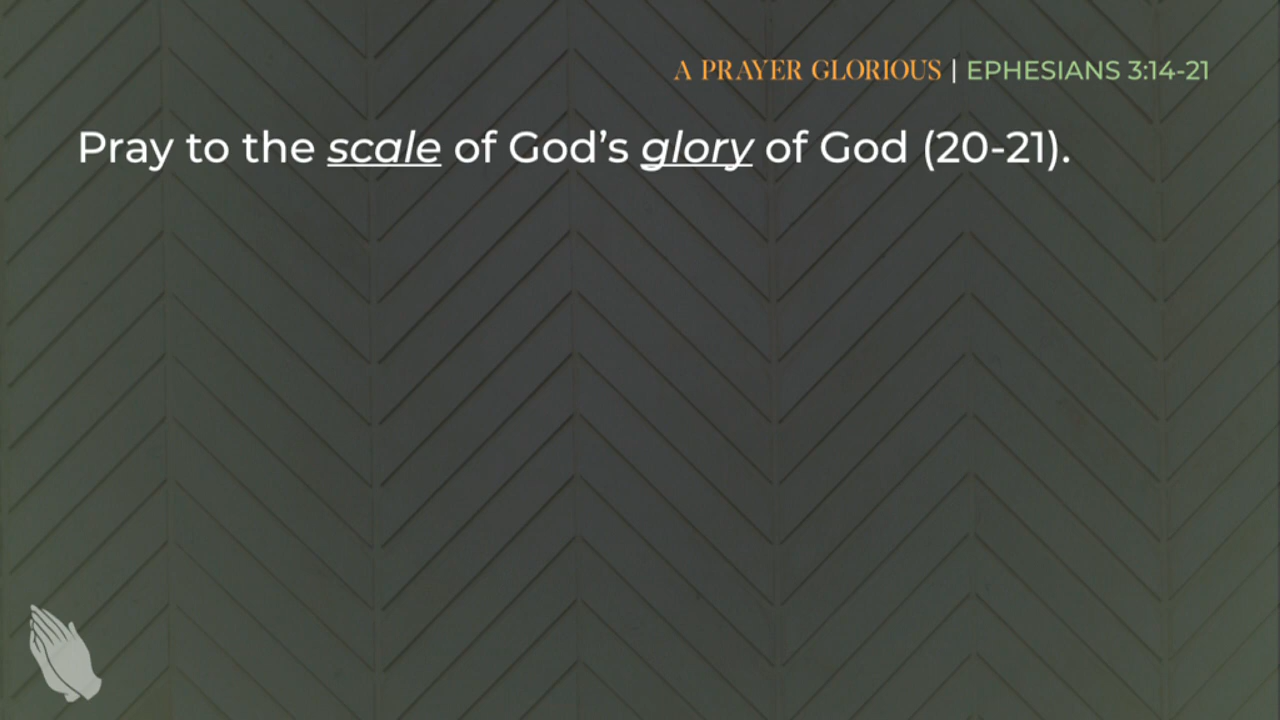 A PRAYER GLORIOUS | EPHESIANS 3:14-21
Pray to the scale of God’s glory of God (20-21).